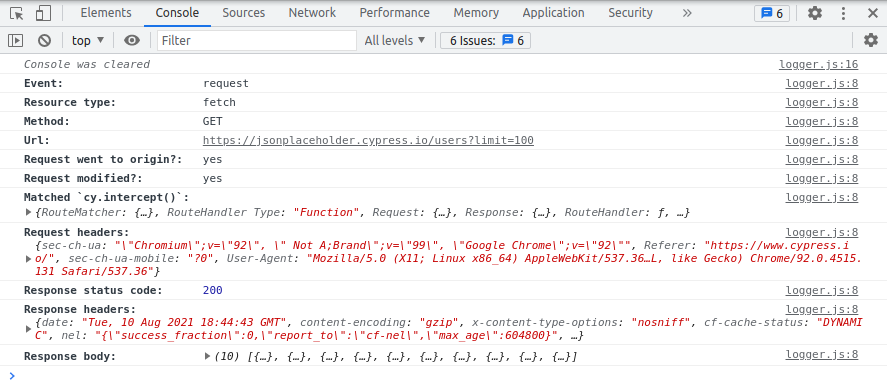 Elements Console Sources Network Performance Memory Application Security » 6
top Filter All levels 6 Issues: 6
Console was cleared logger.js:16
Event: request logger.js:8
Resource type: fetch logger.js:8
Method: GET logger.js:8
Url: https://jsonplaceholder.cypress.io/users?limit=100 logger.js:8
Request went to origin?: yes logger.js:8
Request modified?: yes logger.js:8
Matched `cy.intercept()`: logger.js:8
{RouteMatcher: {…}, RouteHandler Type: "Function", Request: {…}, Response: {…}, RouteHandler: ƒ, …}
Request headers: logger.js:8
{sec-ch-ua: "\"Chromium\";v=\"92\", \" Not A;Brand\";v=\"99\", \"Google Chrome\";v=\"92\"", Referer: "https://www.cypress.i
o/", sec-ch-ua-mobile: "?0", User-Agent: "Mozilla/5.0 (X11; Linux x86_64) AppleWebKit/537.36…L, like Gecko) Chrome/92.0.4515.
131 Safari/537.36"}
Response status code: 200 logger.js:8
Response headers: logger.js:8
{date: "Tue, 10 Aug 2021 18:44:43 GMT", content-encoding: "gzip", x-content-type-options: "nosniff", cf-cache-status: "DYNAMI
C", nel: "{\"success_fraction\":0,\"report_to\":\"cf-nel\",\"max_age\":604800}", …}
Response body: (10) [{…}, {…}, {…}, {…}, {…}, {…}, {…}, {…}, {…}, {…}] logger.js:8